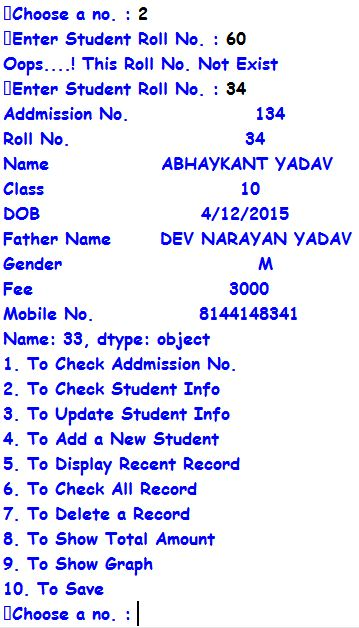 Choose a no. : 2
Enter Student Roll No. : 60
Oops....! This Roll No. Not Exist
Enter Student Roll No. : 34
Addmission No. 134
Roll No. 34
Name ABHAYKANT YADAV
Class 10
DOB 4/12/2015
Father Name DEV NARAYAN YADAV
Gender M
Fee 3000
Mobile No. 8144148341
Name: 33, dtype: object
1. To Check Addmission No.
2. To Check Student Info
3. To Update Student Info
4. To Add a New Student
5. To Display Recent Record
6. To Check All Record
7. To Delete a Record
8. To Show Total Amount
9. To Show Graph
10. To Save
Choose a no. :